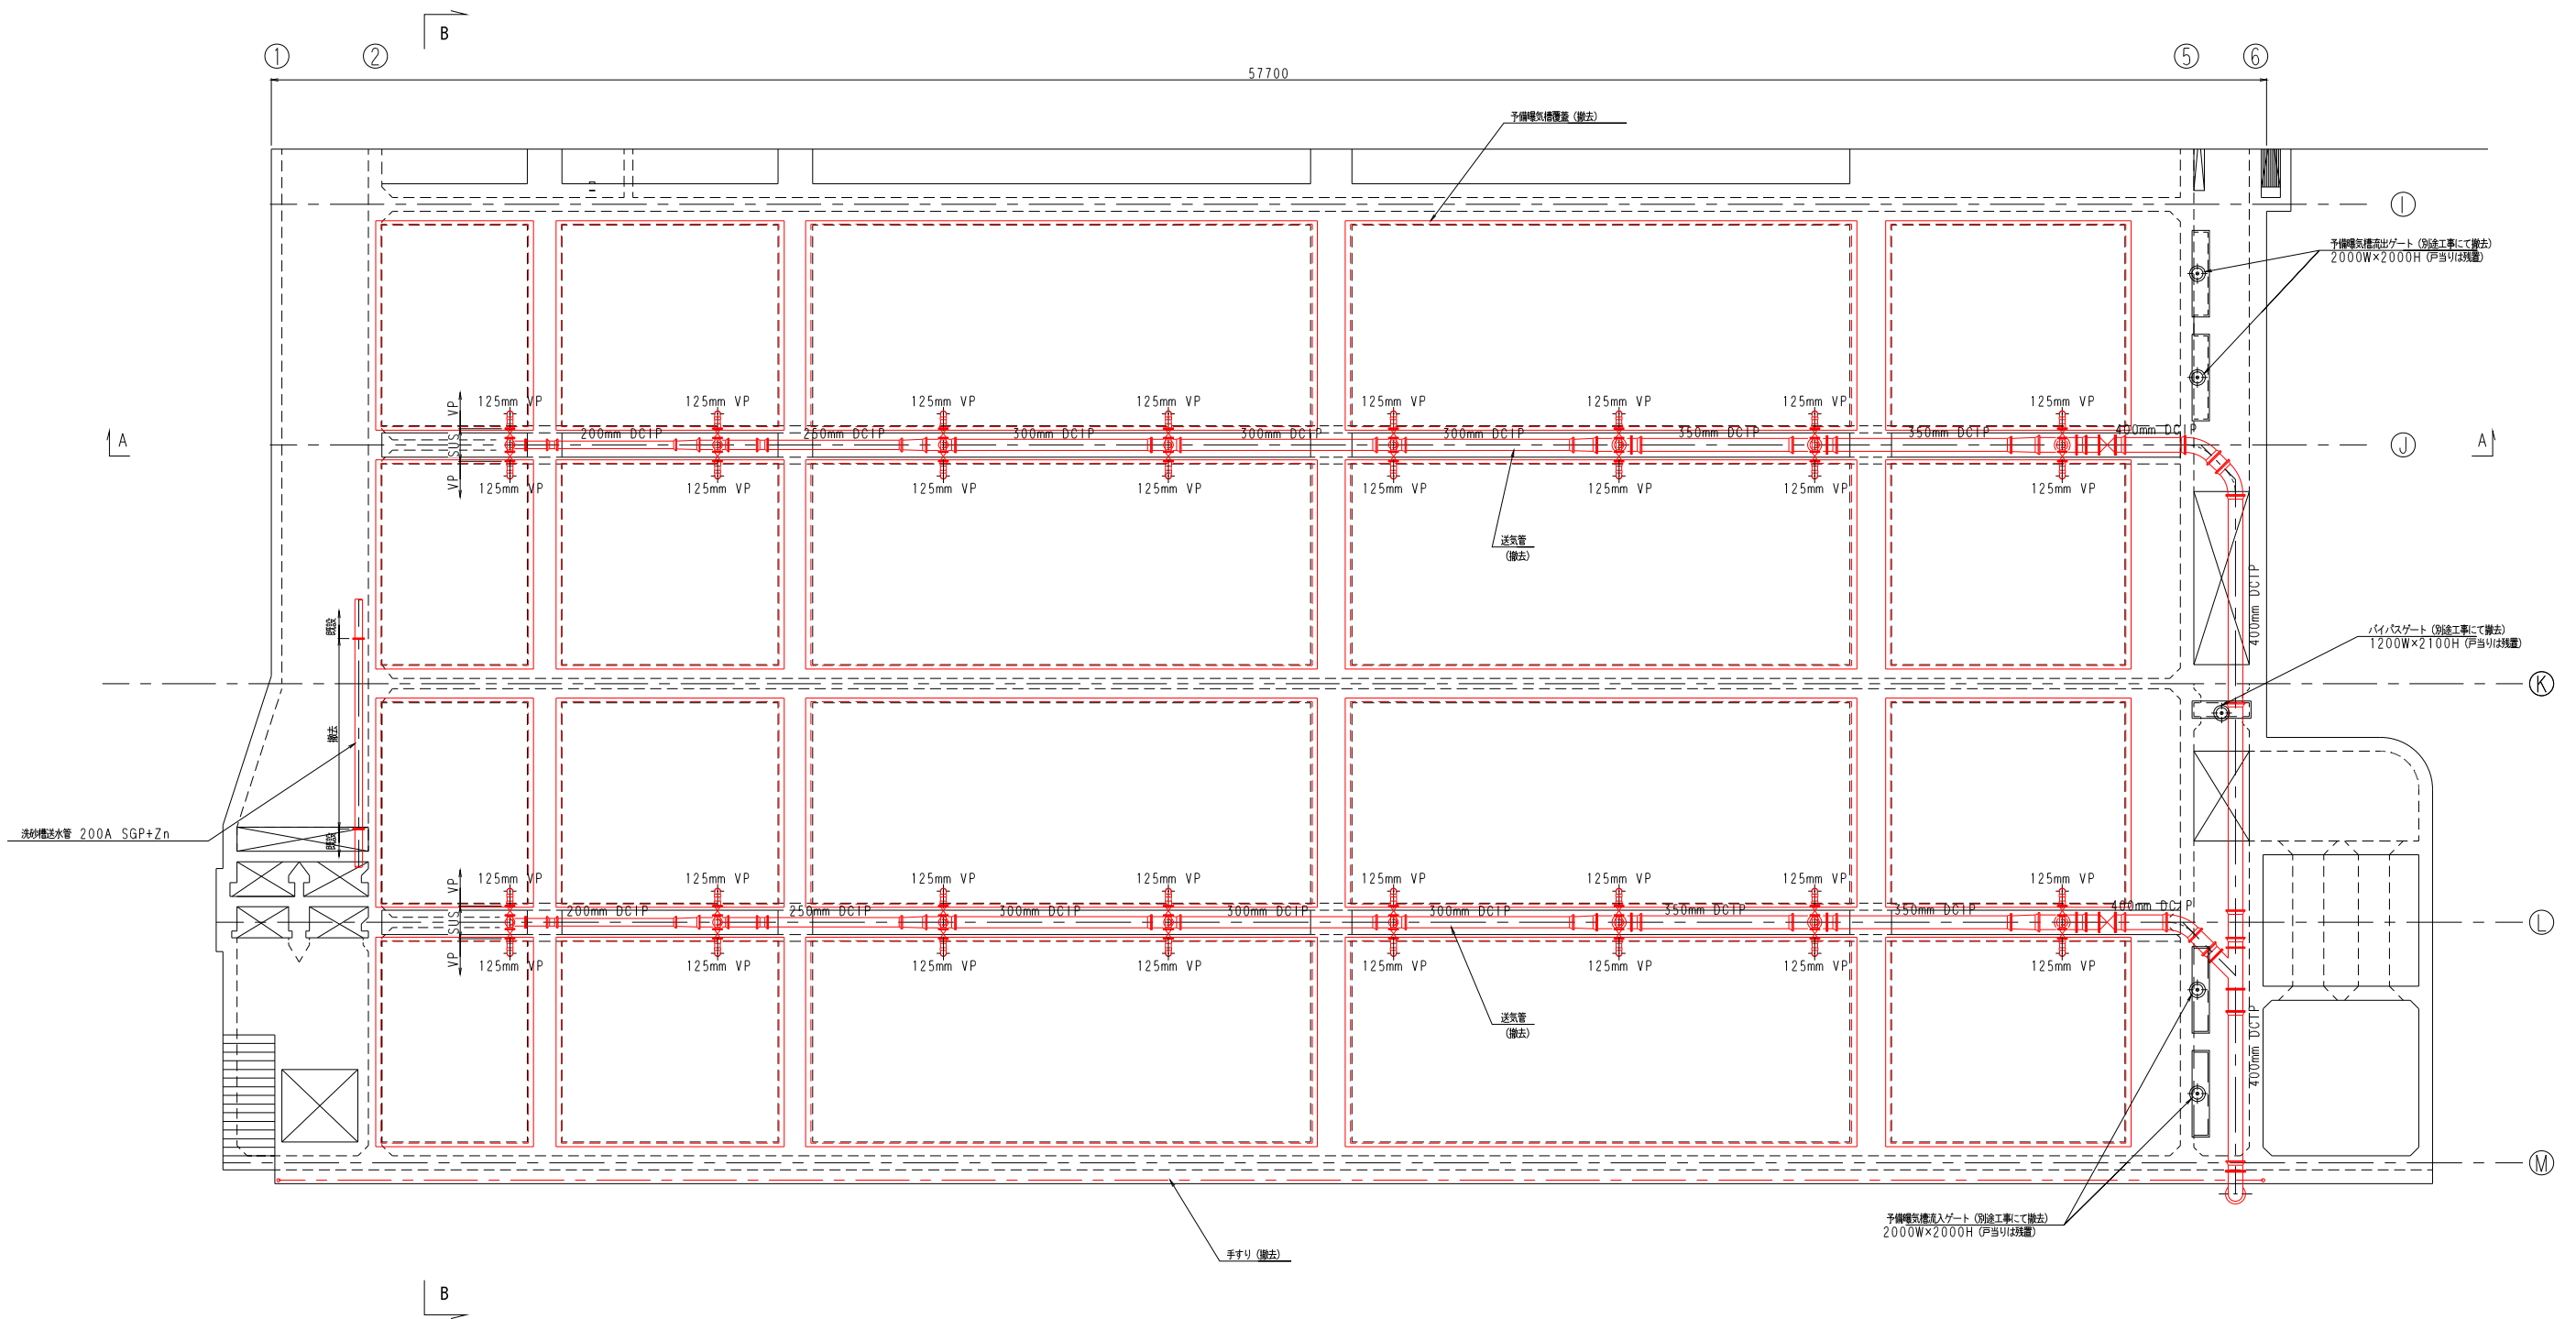 B
① ② ⑤ ⑥
57700
予備曝気槽覆蓋 (撤去)
I
予備曝気槽流出ゲート (別途工事にて撤去)
2000W×2000H (戸当りは残置)
125mm VP 125mm VP 125mm VP 125mm VP 125mm VP 125mm VP 125mm VP 125mm VP
VP
SUS
VP
200mm DCIP 250mm DCIP 300mm DCIP 300mm DCIP 300mm DCIP 350mm DCIP 350mm DCIP 400mm DCIP
A J A
125mm VP 125mm VP 125mm VP 125mm VP 125mm VP 125mm VP 125mm VP 125mm VP
送気管
(撤去)
400mm DCIP
既設
バイパスゲート (別途工事にて撤去)
1200W×2100H (戸当りは残置)
K
撤去
洗砂槽送水管 200A SGP+Zn
既設
125mm VP 125mm VP 125mm VP 125mm VP 125mm VP 125mm VP 125mm VP 125mm VP
VP
SUS
VP
200mm DCIP 250mm DCIP 300mm DCIP 300mm DCIP 300mm DCIP 350mm DCIP 350mm DCIP 400mm DCIP
L
125mm VP 125mm VP 125mm VP 125mm VP 125mm VP 125mm VP 125mm VP 125mm VP
送気管
(撤去)
400mm DCIP
M
予備曝気槽流入ゲート (別途工事にて撤去)
2000W×2000H (戸当りは残置)
手すり (撤去)
B